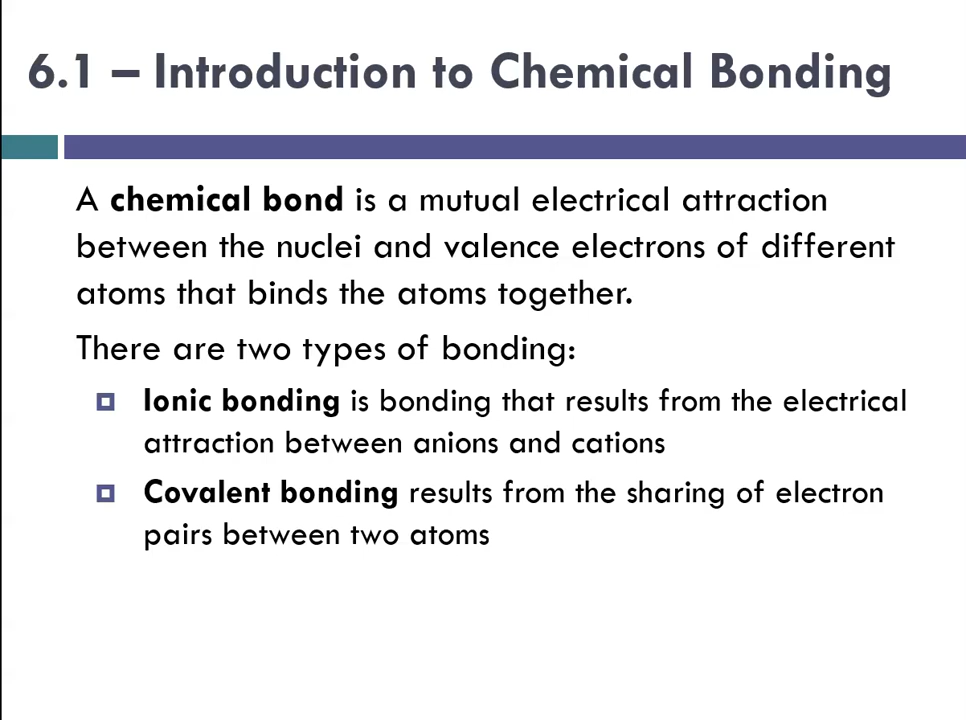 6.1 – Introduction to Chemical Bonding
A chemical bond is a mutual electrical attraction
between the nuclei and valence electrons of different
atoms that binds the atoms together.
There are two types of bonding:
Ionic bonding is bonding that results from the electrical
attraction between anions and cations
Covalent bonding results from the sharing of electron
pairs between two atoms